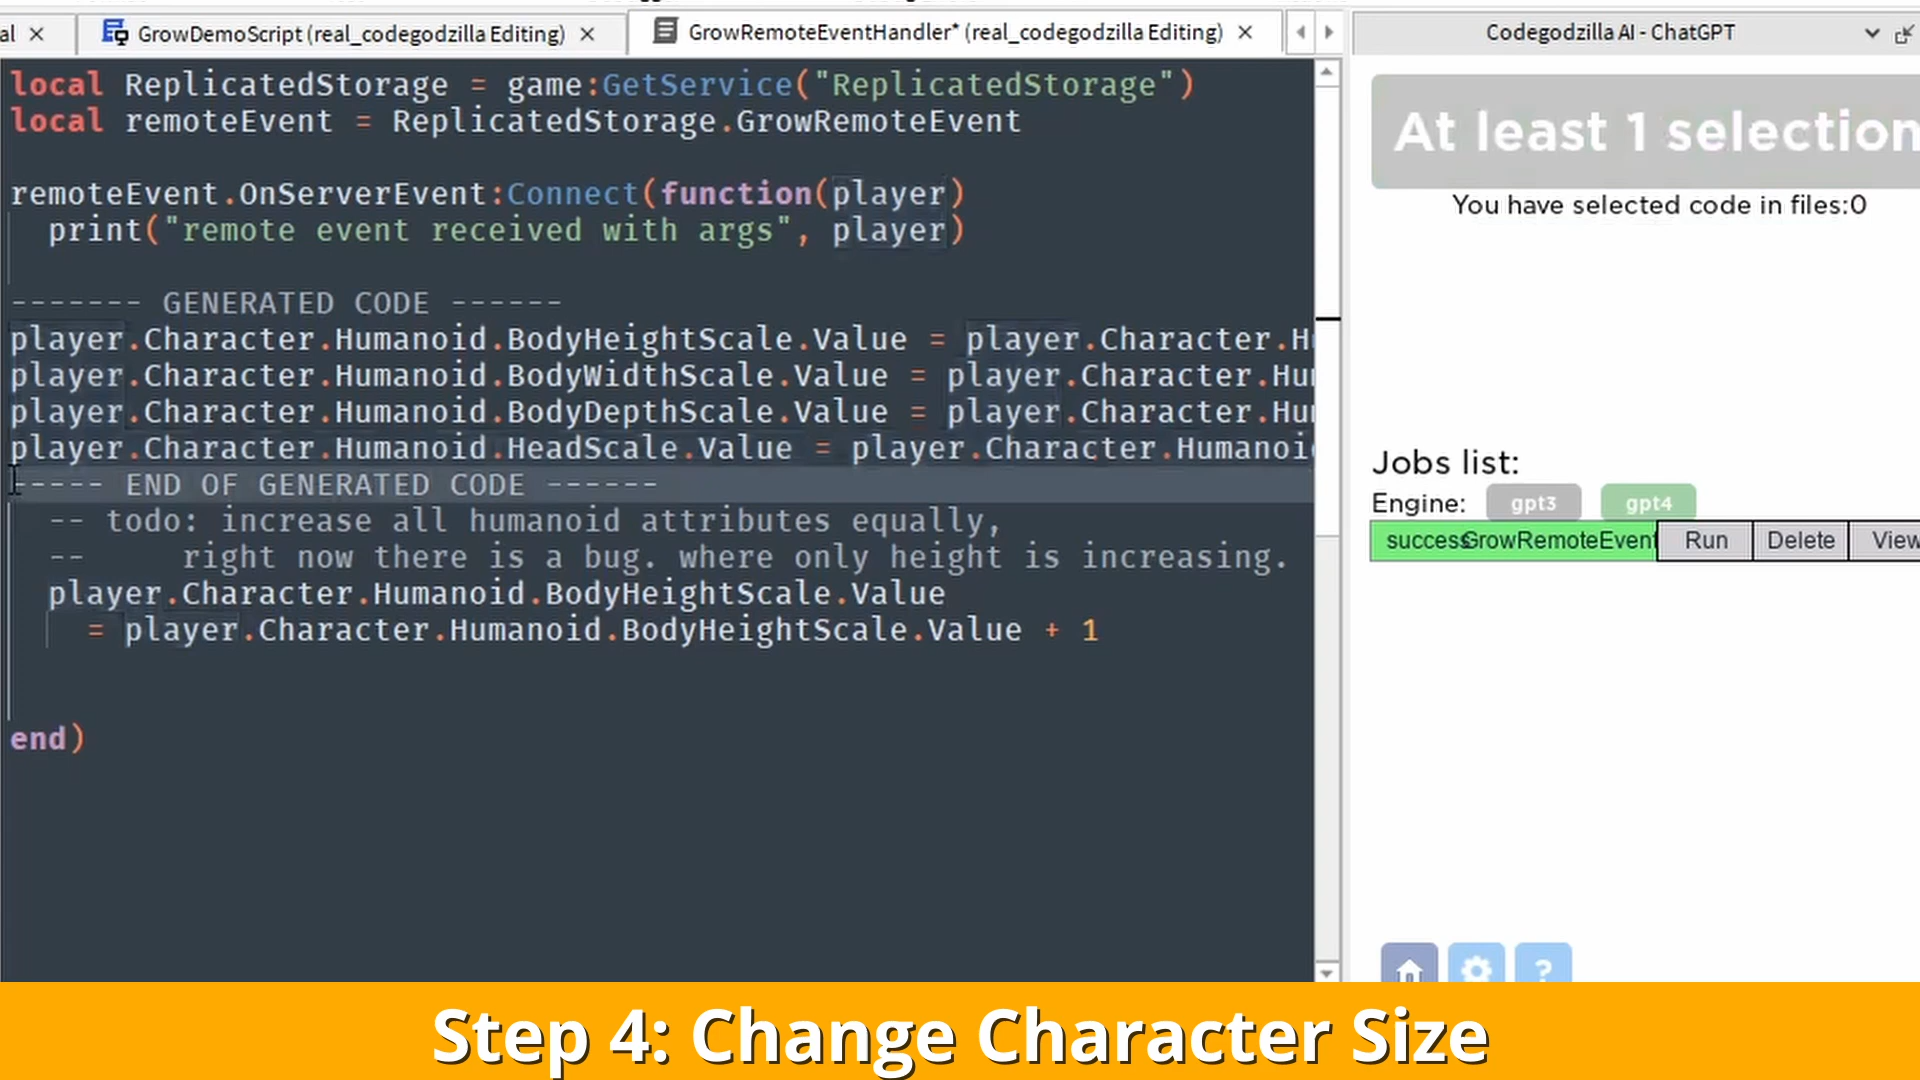 al
GrowDemoScript (real_codegodzilla Editing)
GrowRemoteEventHandler* (real_codegodzilla Editing)
Codegodzilla AI - ChatGPT
local ReplicatedStorage = game:GetService("ReplicatedStorage")
local remoteEvent = ReplicatedStorage.GrowRemoteEvent
remoteEvent.OnServerEvent:Connect(function(player)
print("remote event received with args", player)
------- GENERATED CODE ------
player.Character.Humanoid.BodyHeightScale.Value = player.Character.H
player.Character.Humanoid.BodyWidthScale.Value = player.Character.Hu
player.Character.Humanoid.BodyDepthScale.Value = player.Character.Hu
player.Character.Humanoid.HeadScale.Value = player.Character.Humanoi
----- END OF GENERATED CODE ------
-- todo: increase all humanoid attributes equally,
-- right now there is a bug. where only height is increasing.
player.Character.Humanoid.BodyHeightScale.Value
= player.Character.Humanoid.BodyHeightScale.Value + 1
end)
At least 1 selection
You have selected code in files:0
Jobs list:
Engine: gpt3 gpt4
success GrowRemoteEvent Run Delete View
?
Step 4: Change Character Size